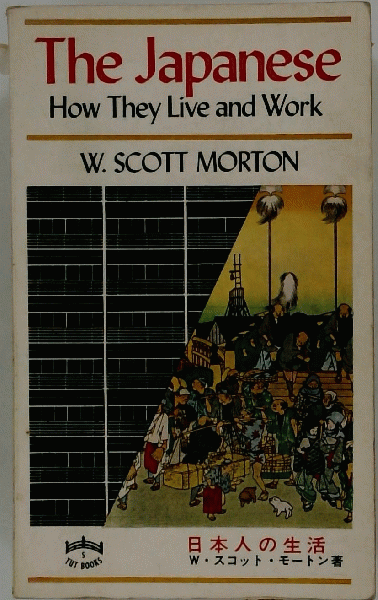 The Japanese
How They Live and Work
W. SCOTT MORTON
日本人の生活
W・スコット・モートン著
S
TUT BOOKS